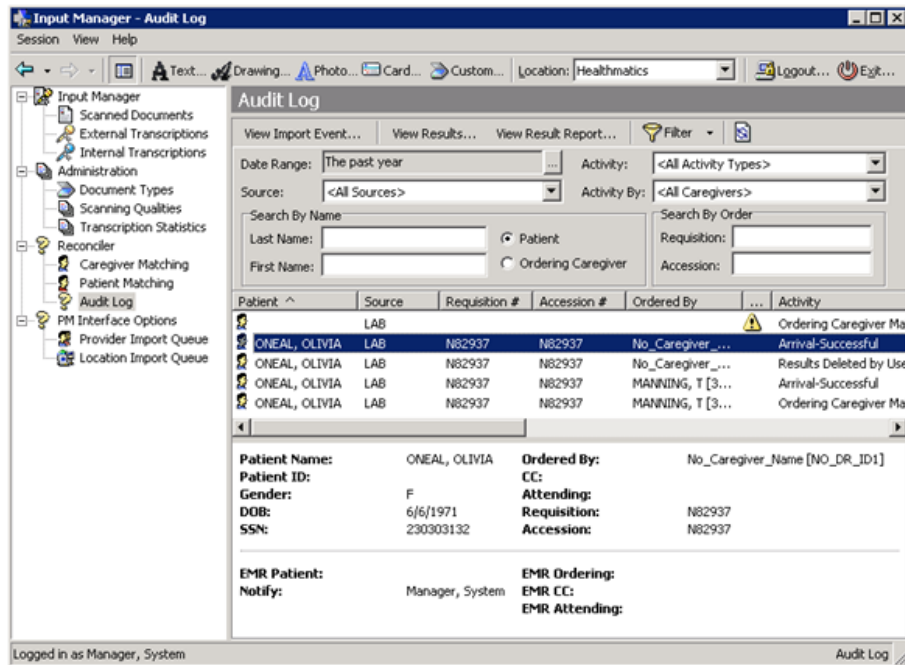 Input Manager - Audit Log
Session View Help
Text... Drawing... Photo... Card... Custom... Location: Healthmatics Logout... Exit...
Input Manager
Scanned Documents
External Transcriptions
Internal Transcriptions
Administration
Document Types
Scanning Qualities
Transcription Statistics
Reconciler
Caregiver Matching
Patient Matching
Audit Log
PM Interface Options
Provider Import Queue
Location Import Queue
Audit Log
View Import Event... View Results... View Result Report... Filter
Date Range: The past year ... Activity: <All Activity Types>
Source: <All Sources> Activity By: <All Caregivers>
Search By Name Search By Order
Last Name: Patient Requisition:
First Name: Ordering Caregiver Accession:
Patient Source Requisition # Accession # Ordered By ... Activity
LAB Ordering Caregiver Ma
ONEAL, OLIVIA LAB N82937 N82937 No_Caregiver_... Arrival-Successful
ONEAL, OLIVIA LAB N82937 N82937 No_Caregiver_... Results Deleted by Use
ONEAL, OLIVIA LAB N82937 N82937 MANNING, T [3... Arrival-Successful
ONEAL, OLIVIA LAB N82937 N82937 MANNING, T [3... Ordering Caregiver Ma
Patient Name: ONEAL, OLIVIA Ordered By: No_Caregiver_Name [NO_DR_ID1]
Patient ID: CC:
Gender: F Attending:
DOB: 6/6/1971 Requisition: N82937
SSN: 230303132 Accession: N82937
EMR Patient: EMR Ordering:
Notify: Manager, System EMR CC:
EMR Attending:
Logged in as Manager, System Audit Log